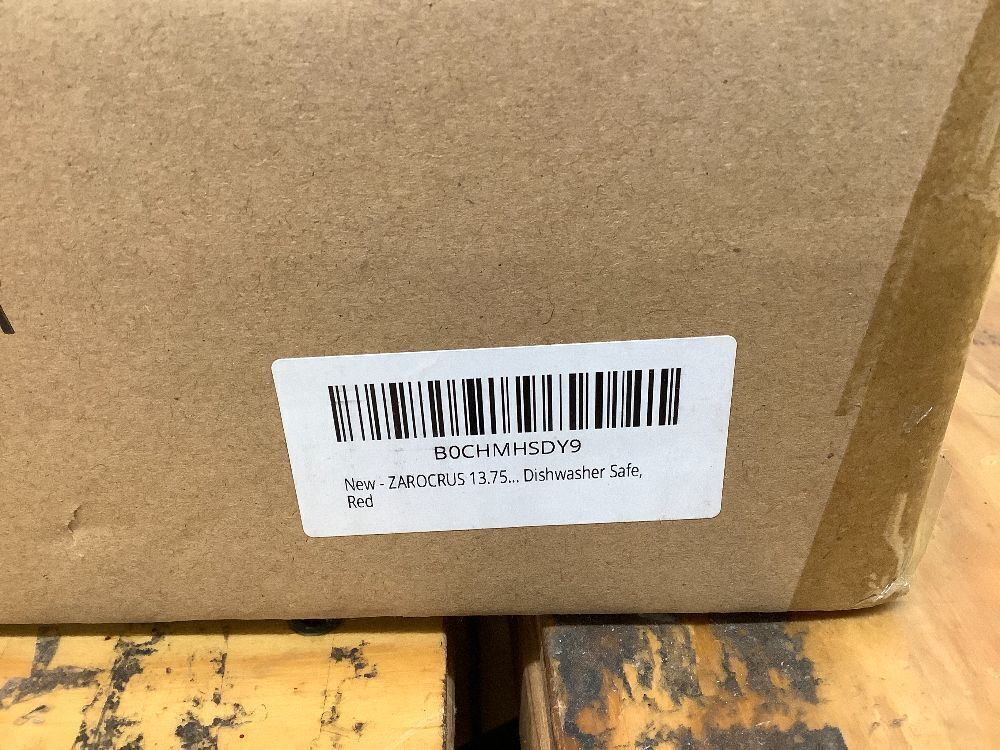 B0CHMHSDY9
New - ZAROCRUS 13.75... Dishwasher Safe,
Red